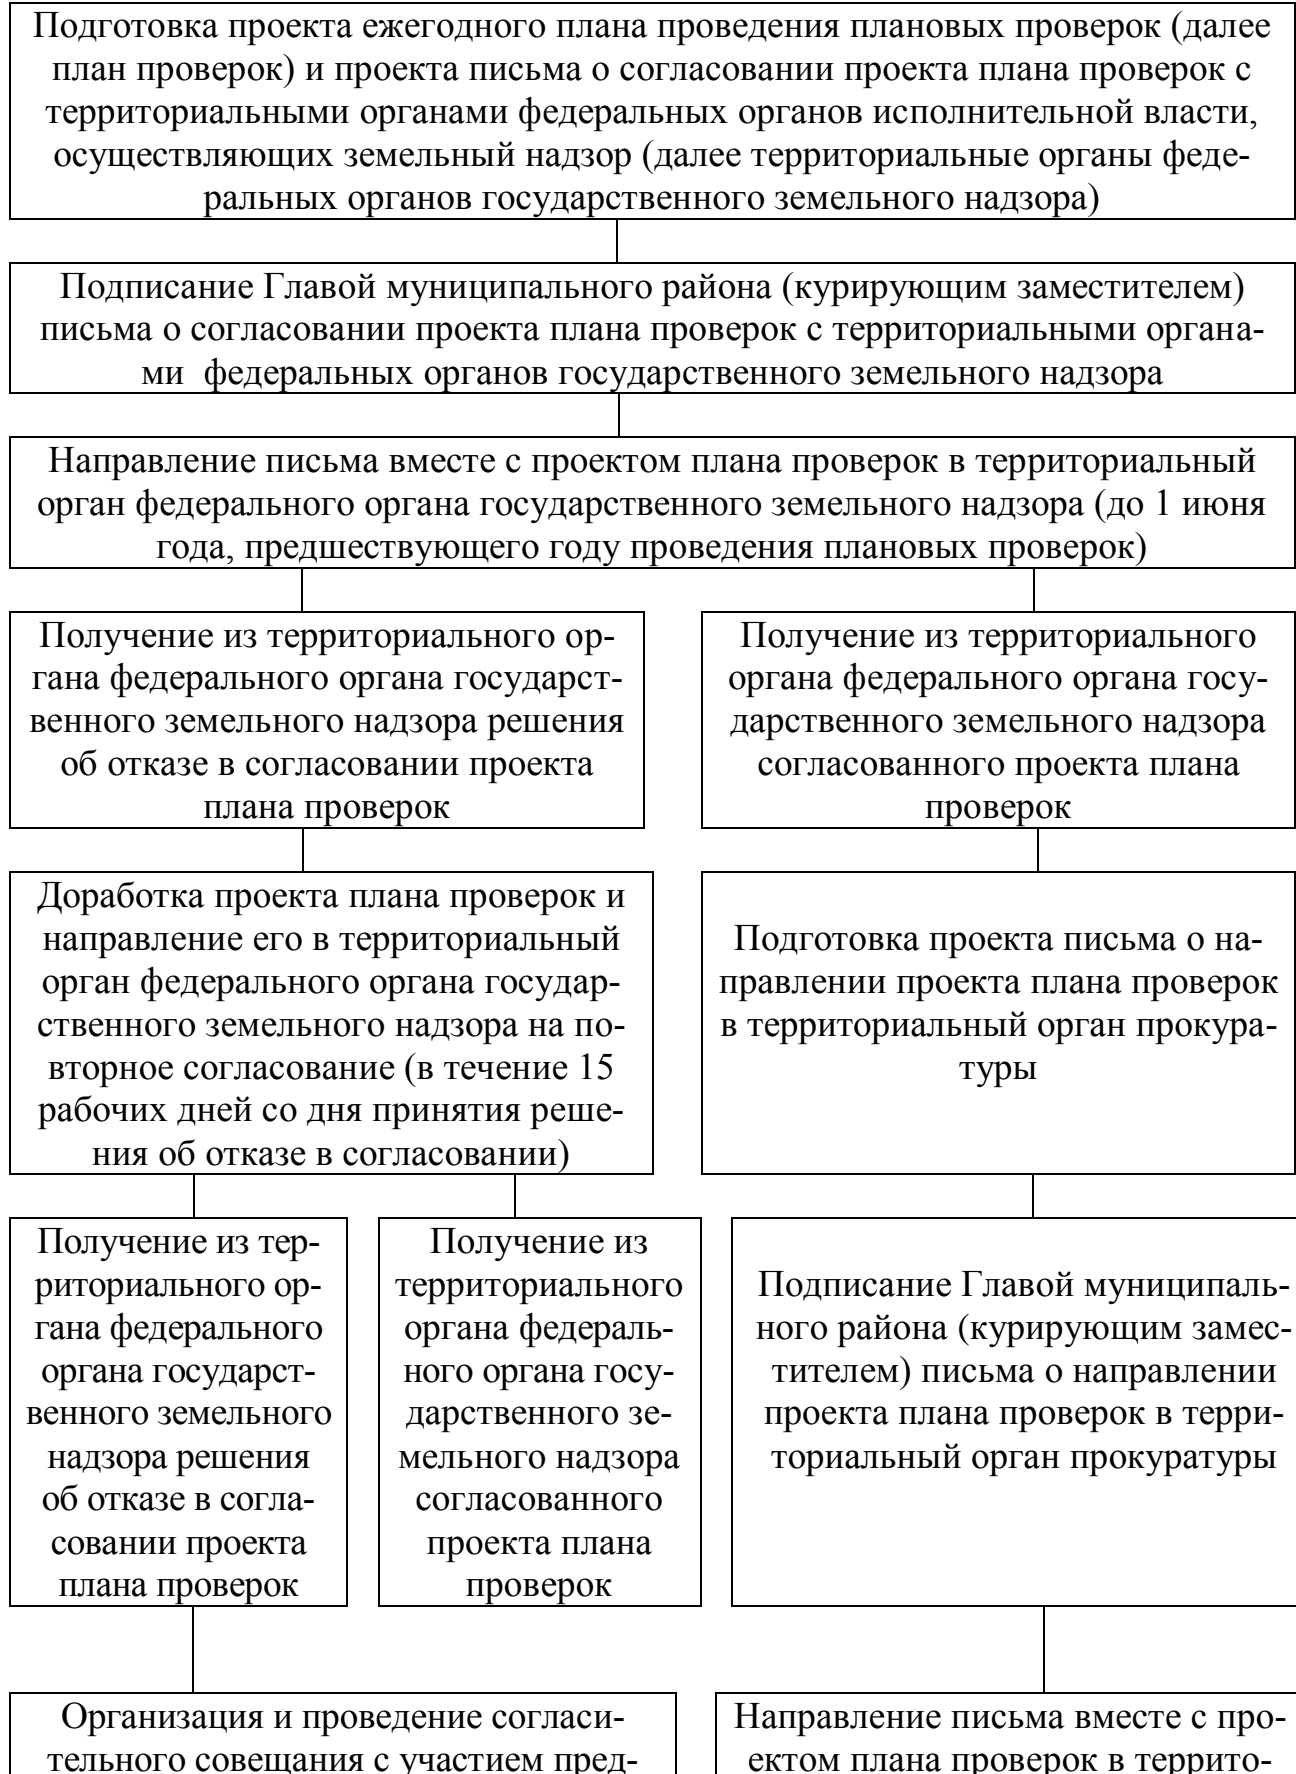 Подготовка проекта ежегодного плана проведения плановых проверок (далее
план проверок) и проекта письма о согласовании проекта плана проверок с
территориальными органами федеральных органов исполнительной власти,
осуществляющих земельный надзор (далее территориальные органы феде-
ральных органов государственного земельного надзора)
Подписание Главой муниципального района (курирующим заместителем)
письма о согласовании проекта плана проверок с территориальными органа-
ми федеральных органов государственного земельного надзора
Направление письма вместе с проектом плана проверок в территориальный
орган федерального органа государственного земельного надзора (до 1 июня
года, предшествующего году проведения плановых проверок)
Получение из территориального ор-
гана федерального органа государст-
венного земельного надзора решения
об отказе в согласовании проекта
плана проверок
Получение из территориального
органа федерального органа госу-
дарственного земельного надзора
согласованного проекта плана
проверок
Доработка проекта плана проверок и
направление его в территориальный
орган федерального органа государ-
ственного земельного надзора на по-
вторное согласование (в течение 15
рабочих дней со дня принятия реше-
ния об отказе в согласовании)
Подготовка проекта письма о на-
правлении проекта плана проверок
в территориальный орган прокура-
туры
Получение из тер-
риториального ор-
гана федерального
органа государст-
венного земельного
надзора решения
об отказе в согла-
совании проекта
плана проверок
Получение из
территориального
органа федераль-
ного органа госу-
дарственного зе-
мельного надзора
согласованного
проекта плана
проверок
Подписание Главой муниципаль-
ного района (курирующим замес-
тителем) письма о направлении
проекта плана проверок в терри-
ториальный орган прокуратуры
Организация и проведение согласи-
тельного совещания с участием пред-
Направление письма вместе с про-
ектом плана проверок в террито-